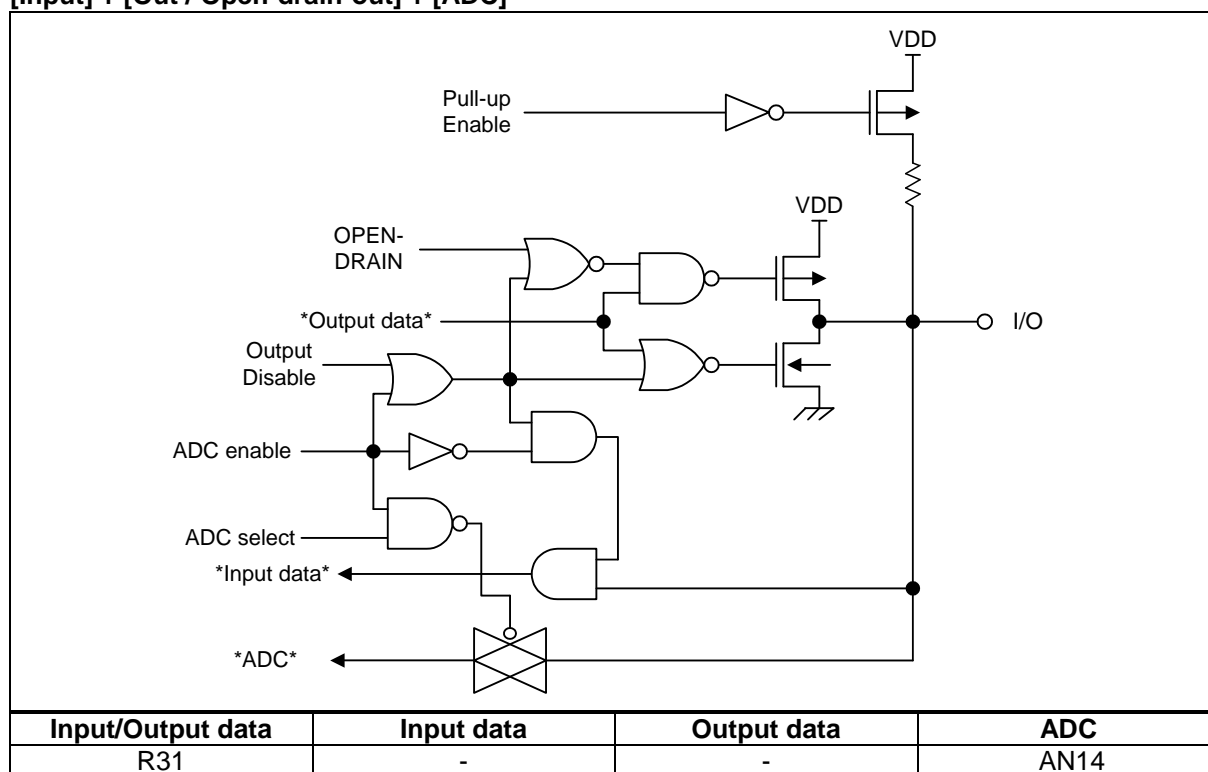 [Input] + [Out / Open-drain out] + [ADC]
VDD
Pull-up
Enable
VDD
OPEN-
DRAIN
*Output data*
I/O
Output
Disable
ADC enable
ADC select
*Input data*
*ADC*
Input/Output data Input data Output data ADC
R31 - - AN14